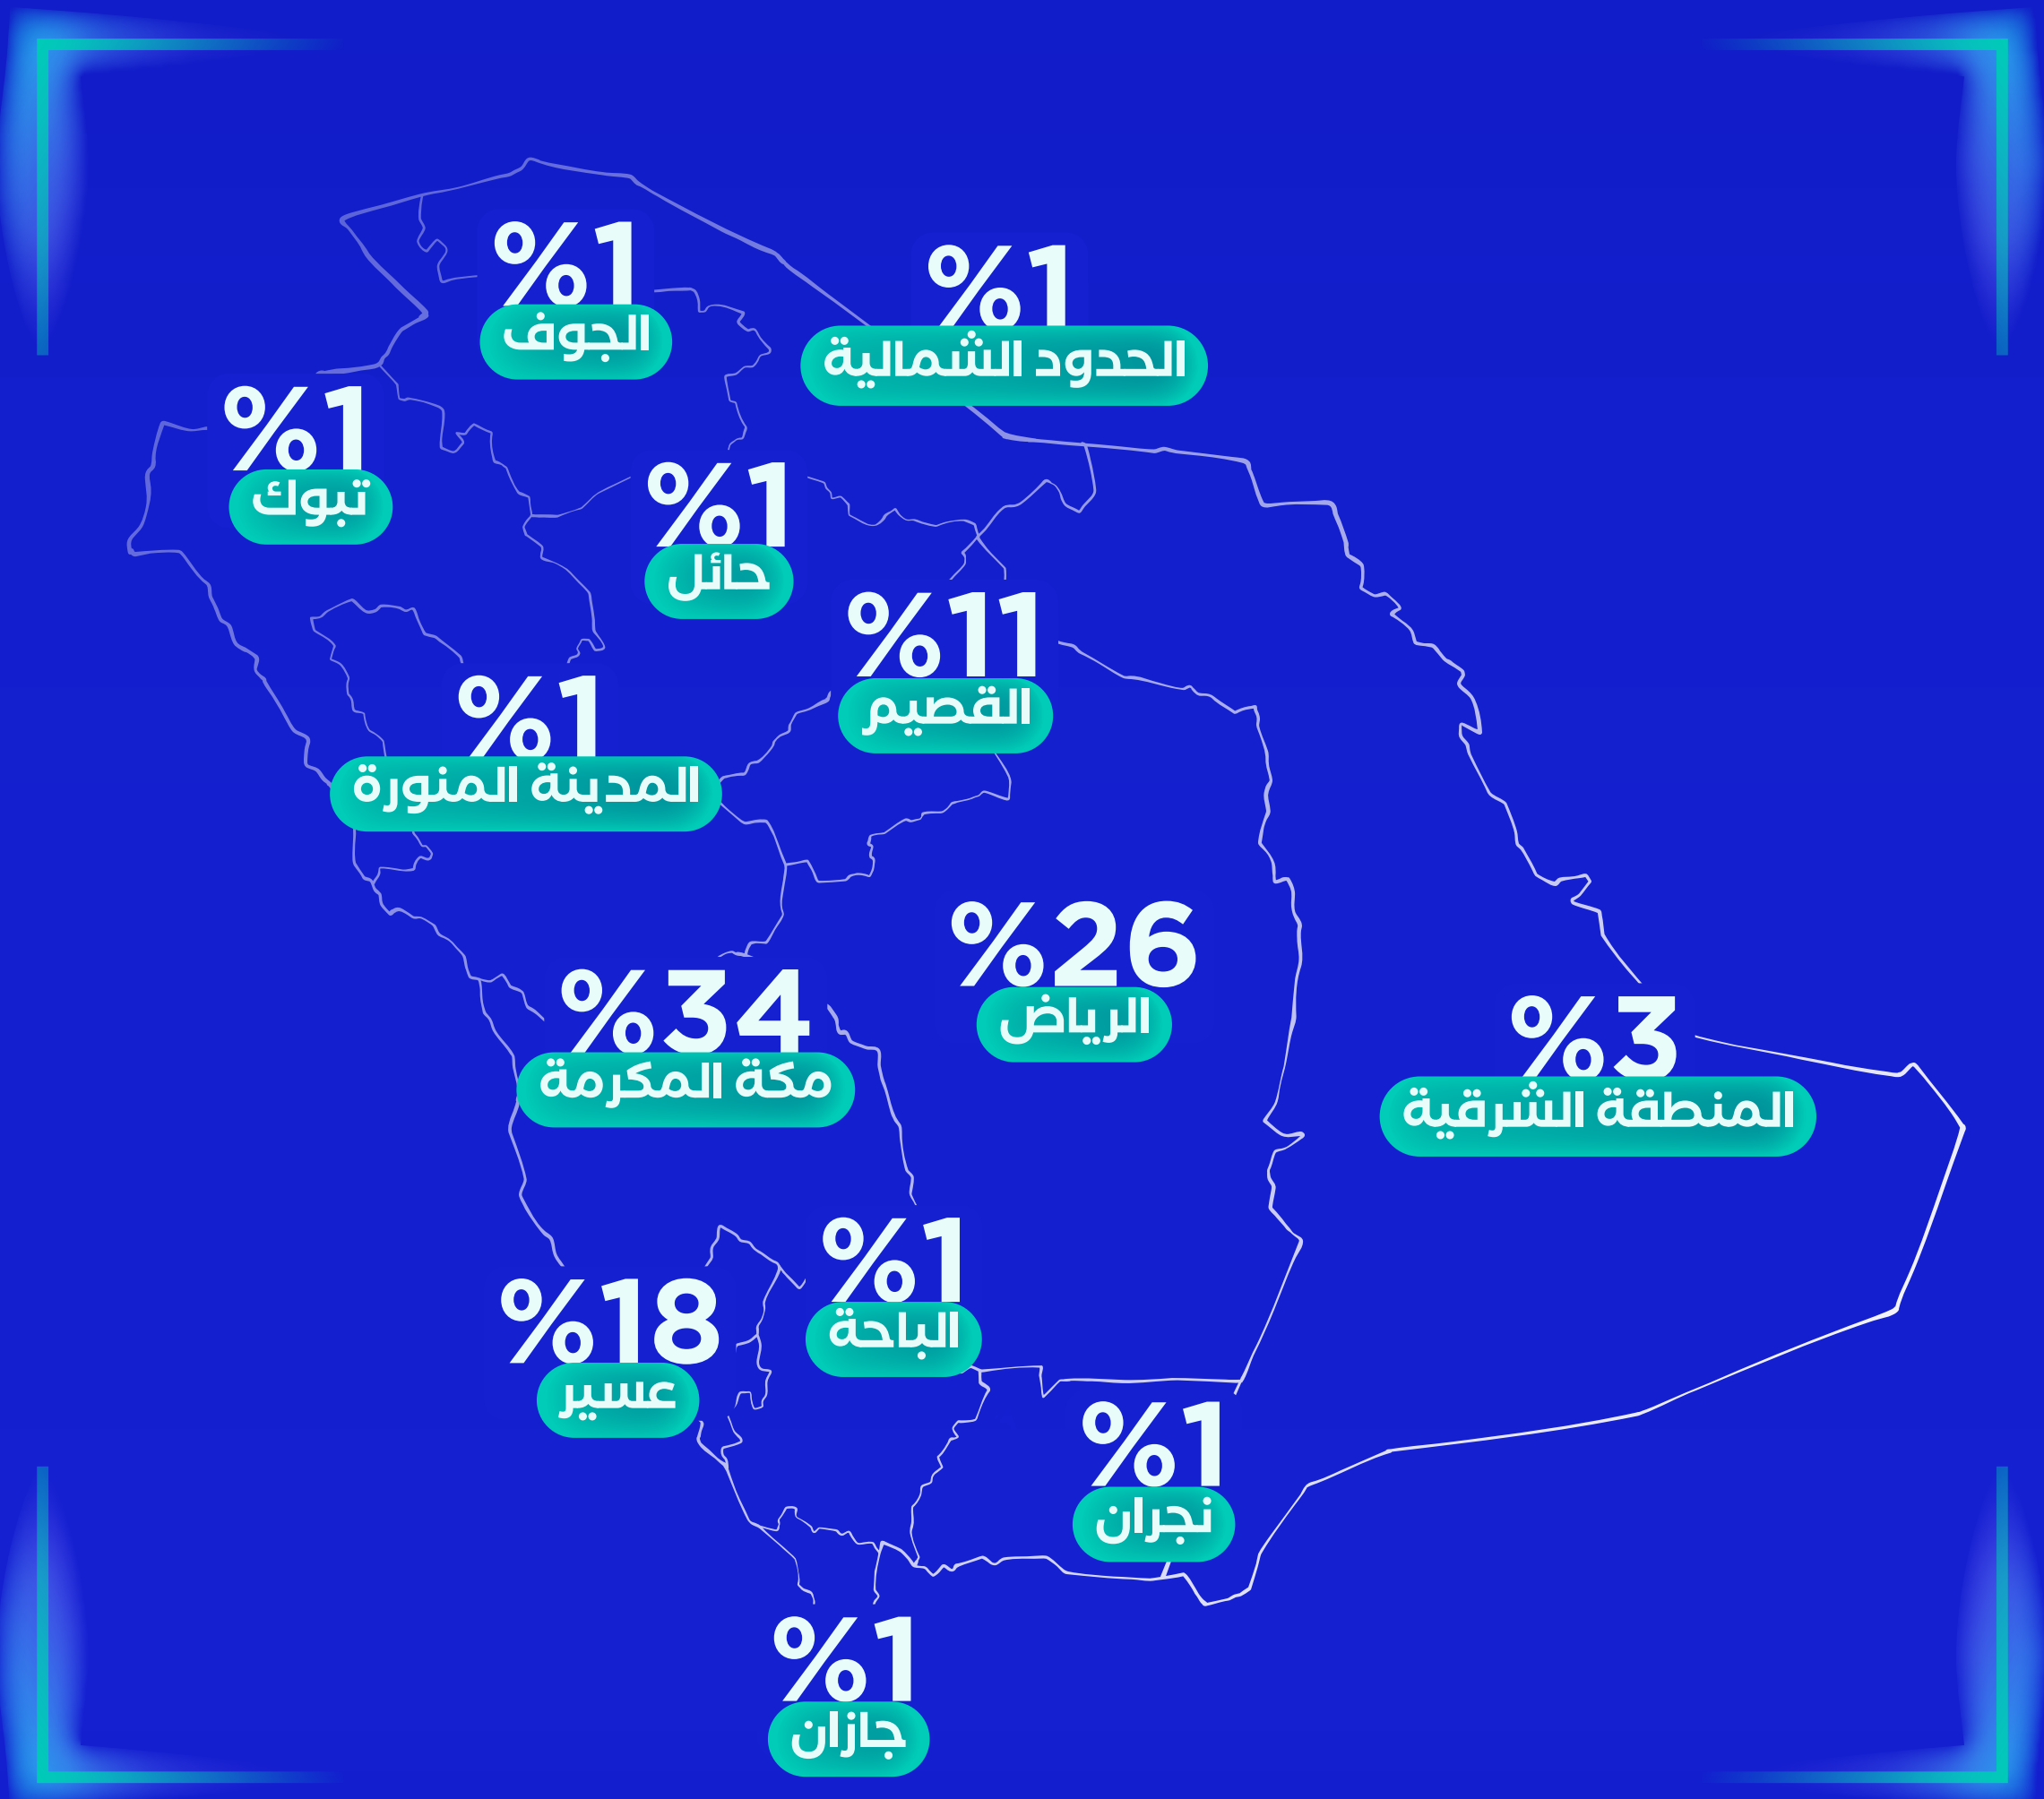 %1
الجوف
%1
الحدود الشمالية
%1
تبوك
%1
حائل
%11
القصيم
%1
المدينة المنورة
%26
الرياض
%34
مكة المكرمة
%3
المنطقة الشرقية
%1
الباحة
%18
عسير
%1
نجران
%1
جازان